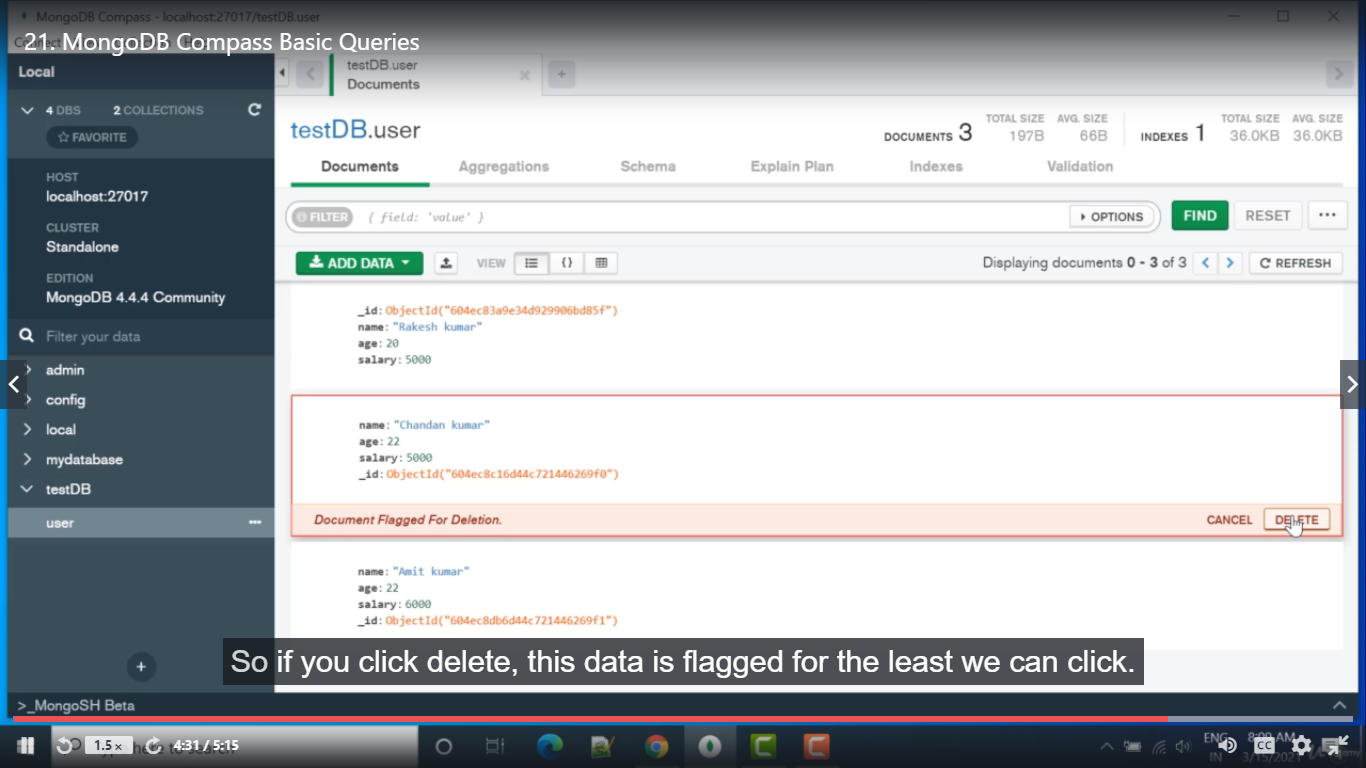 MongoDB Compass - localhost:27017/testDB.user
21. MongoDB Compass Basic Queries
Local
testDB.user
Documents
4 DBS 2 COLLECTIONS
FAVORITE
HOST
localhost:27017
CLUSTER
Standalone
EDITION
MongoDB 4.4.4 Community
Filter your data
admin
config
local
mydatabase
testDB
user
>_MongoSH Beta
testDB.user
DOCUMENTS 3 TOTAL SIZE 197B AVG. SIZE 66B INDEXES 1 TOTAL SIZE 36.0KB AVG. SIZE 36.0KB
Documents Aggregations Schema Explain Plan Indexes Validation
FILTER { field: 'value' } OPTIONS FIND RESET ...
ADD DATA VIEW {} Displaying documents 0 - 3 of 3 < > REFRESH
_id: ObjectId("604ec83a9e34d929906bd85f")
name: "Rakesh kumar"
age: 20
salary: 5000
name: "Chandan kumar"
age: 22
salary: 5000
_id: ObjectId("604ec8c16d44c721446269f0")
Document Flagged For Deletion. CANCEL DELETE
name: "Amit kumar"
age: 22
salary: 6000
_id: ObjectId("604ec8db6d44c721446269f1")
So if you click delete, this data is flagged for the least we can click.
1.5× here to search
4:31 / 5:15
ENG
IN
CC